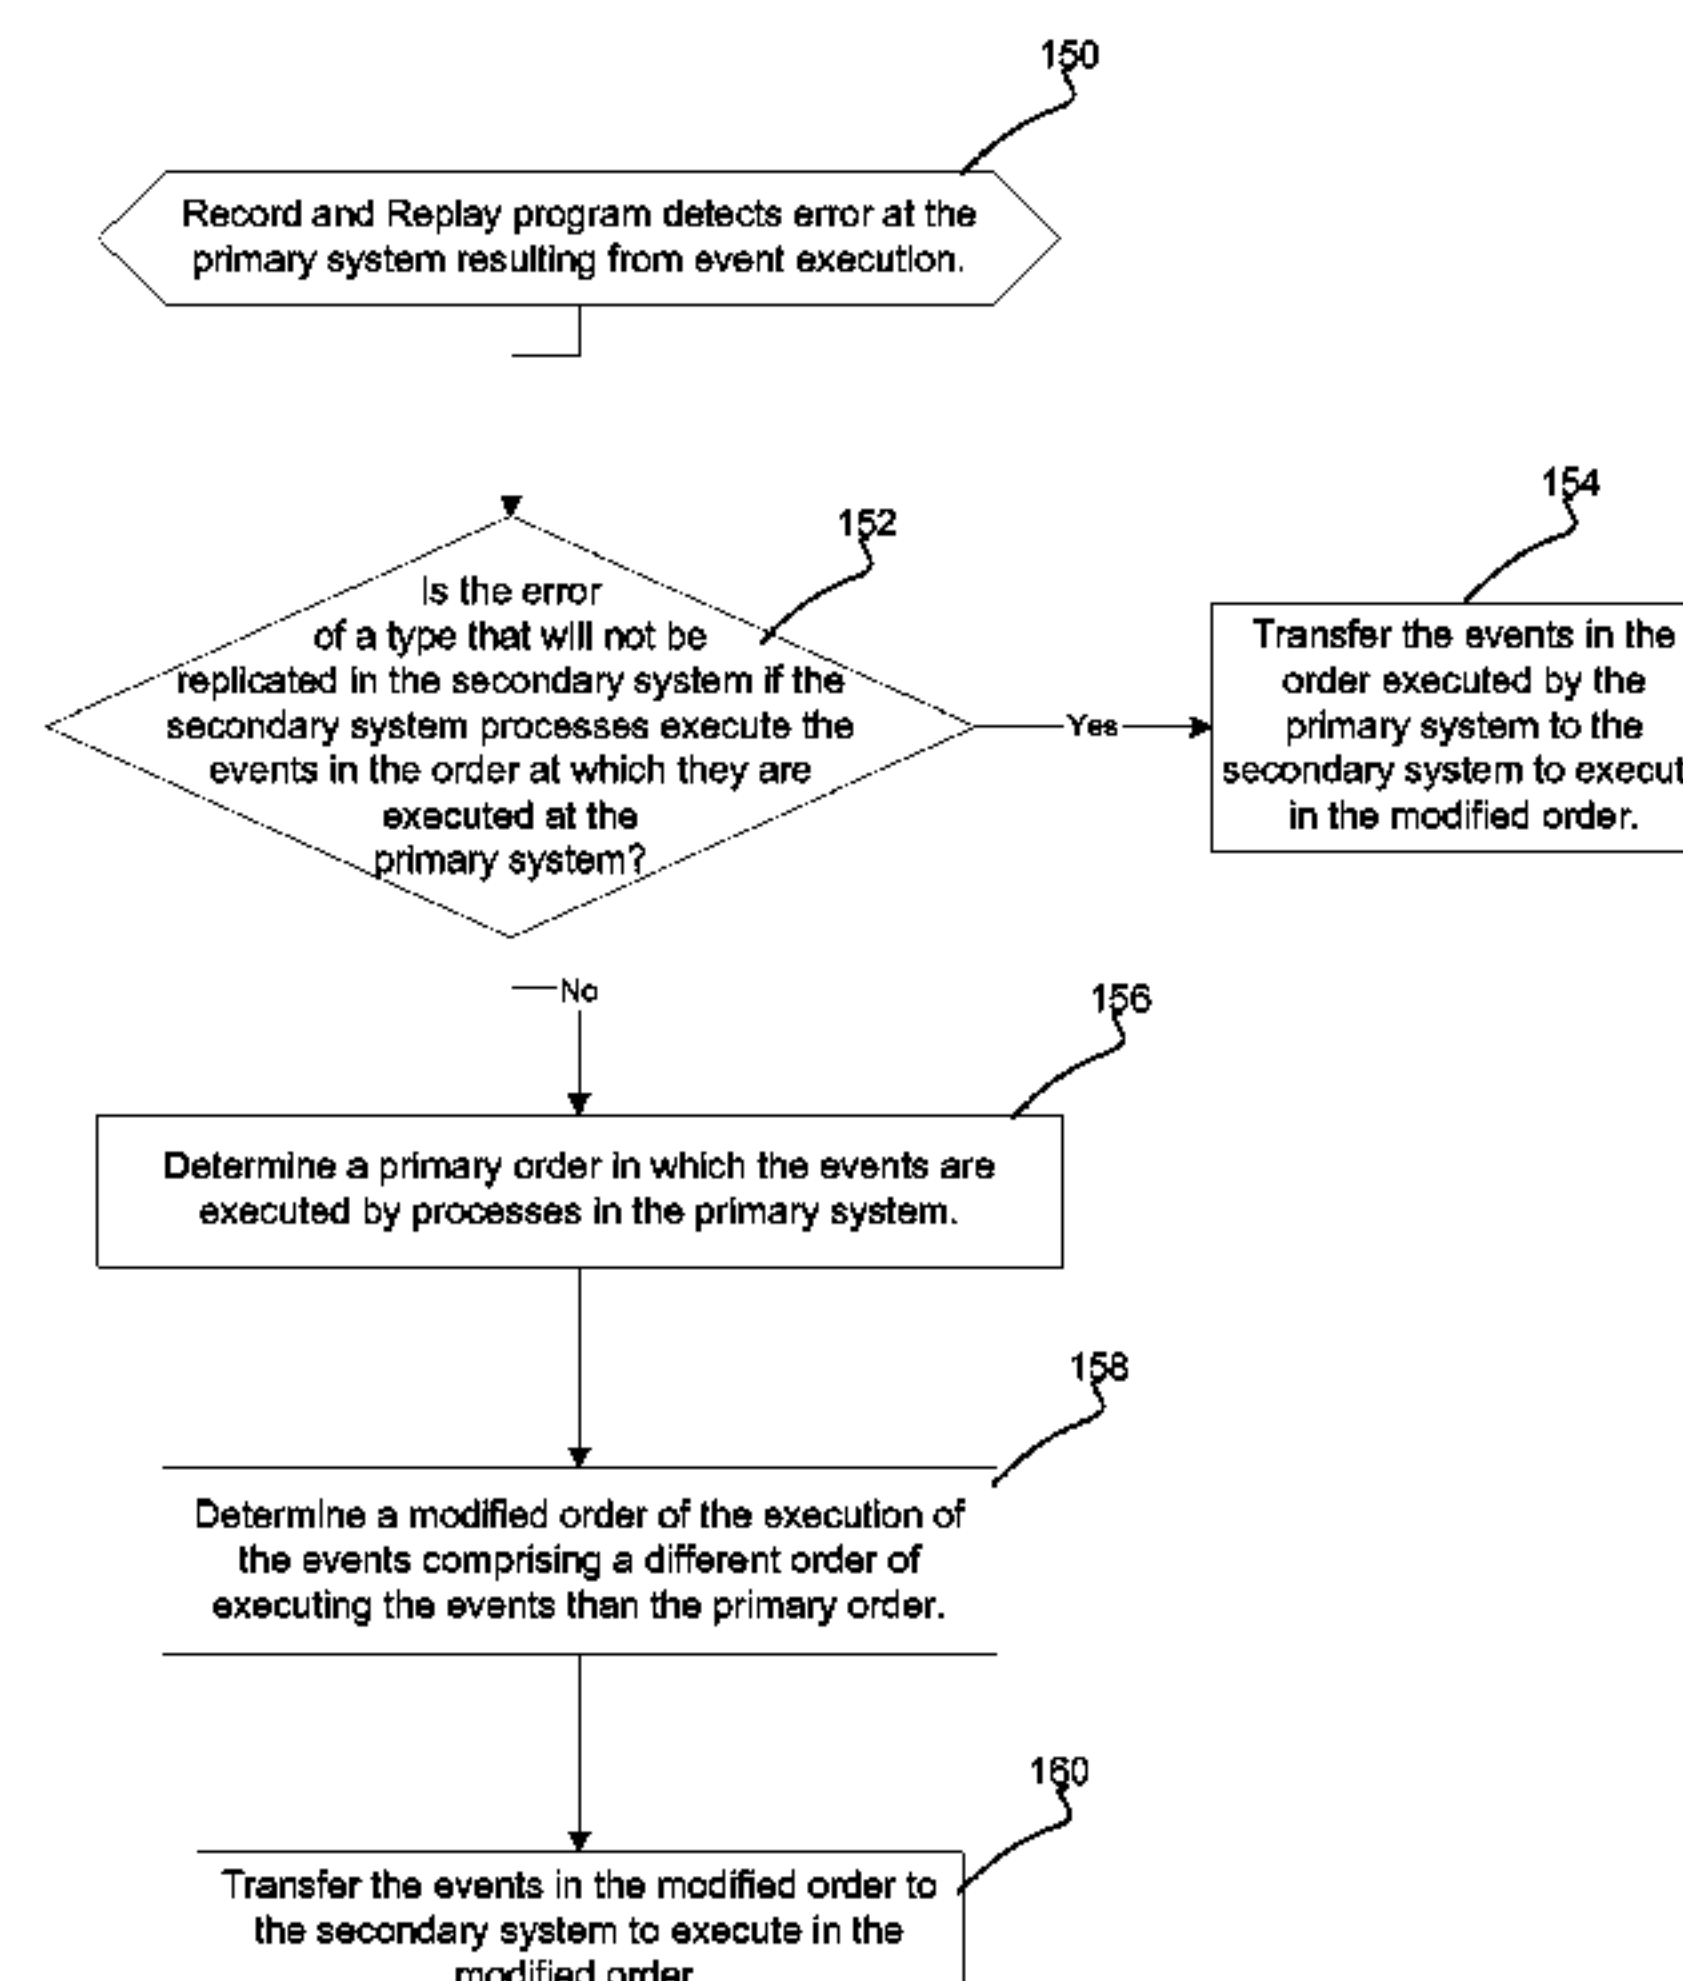 150
Record and Replay program detects error at the
primary system resulting from event execution.
152
Is the error
of a type that will not be
replicated in the secondary system if the
secondary system processes execute the
events in the order at which they are
executed at the
primary system?
Yes
154
Transfer the events in the
order executed by the
primary system to the
secondary system to execut
in the modified order.
No
156
Determine a primary order in which the events are
executed by processes in the primary system.
158
Determine a modified order of the execution of
the events comprising a different order of
executing the events than the primary order.
160
Transfer the events in the modified order to
the secondary system to execute in the
modified order